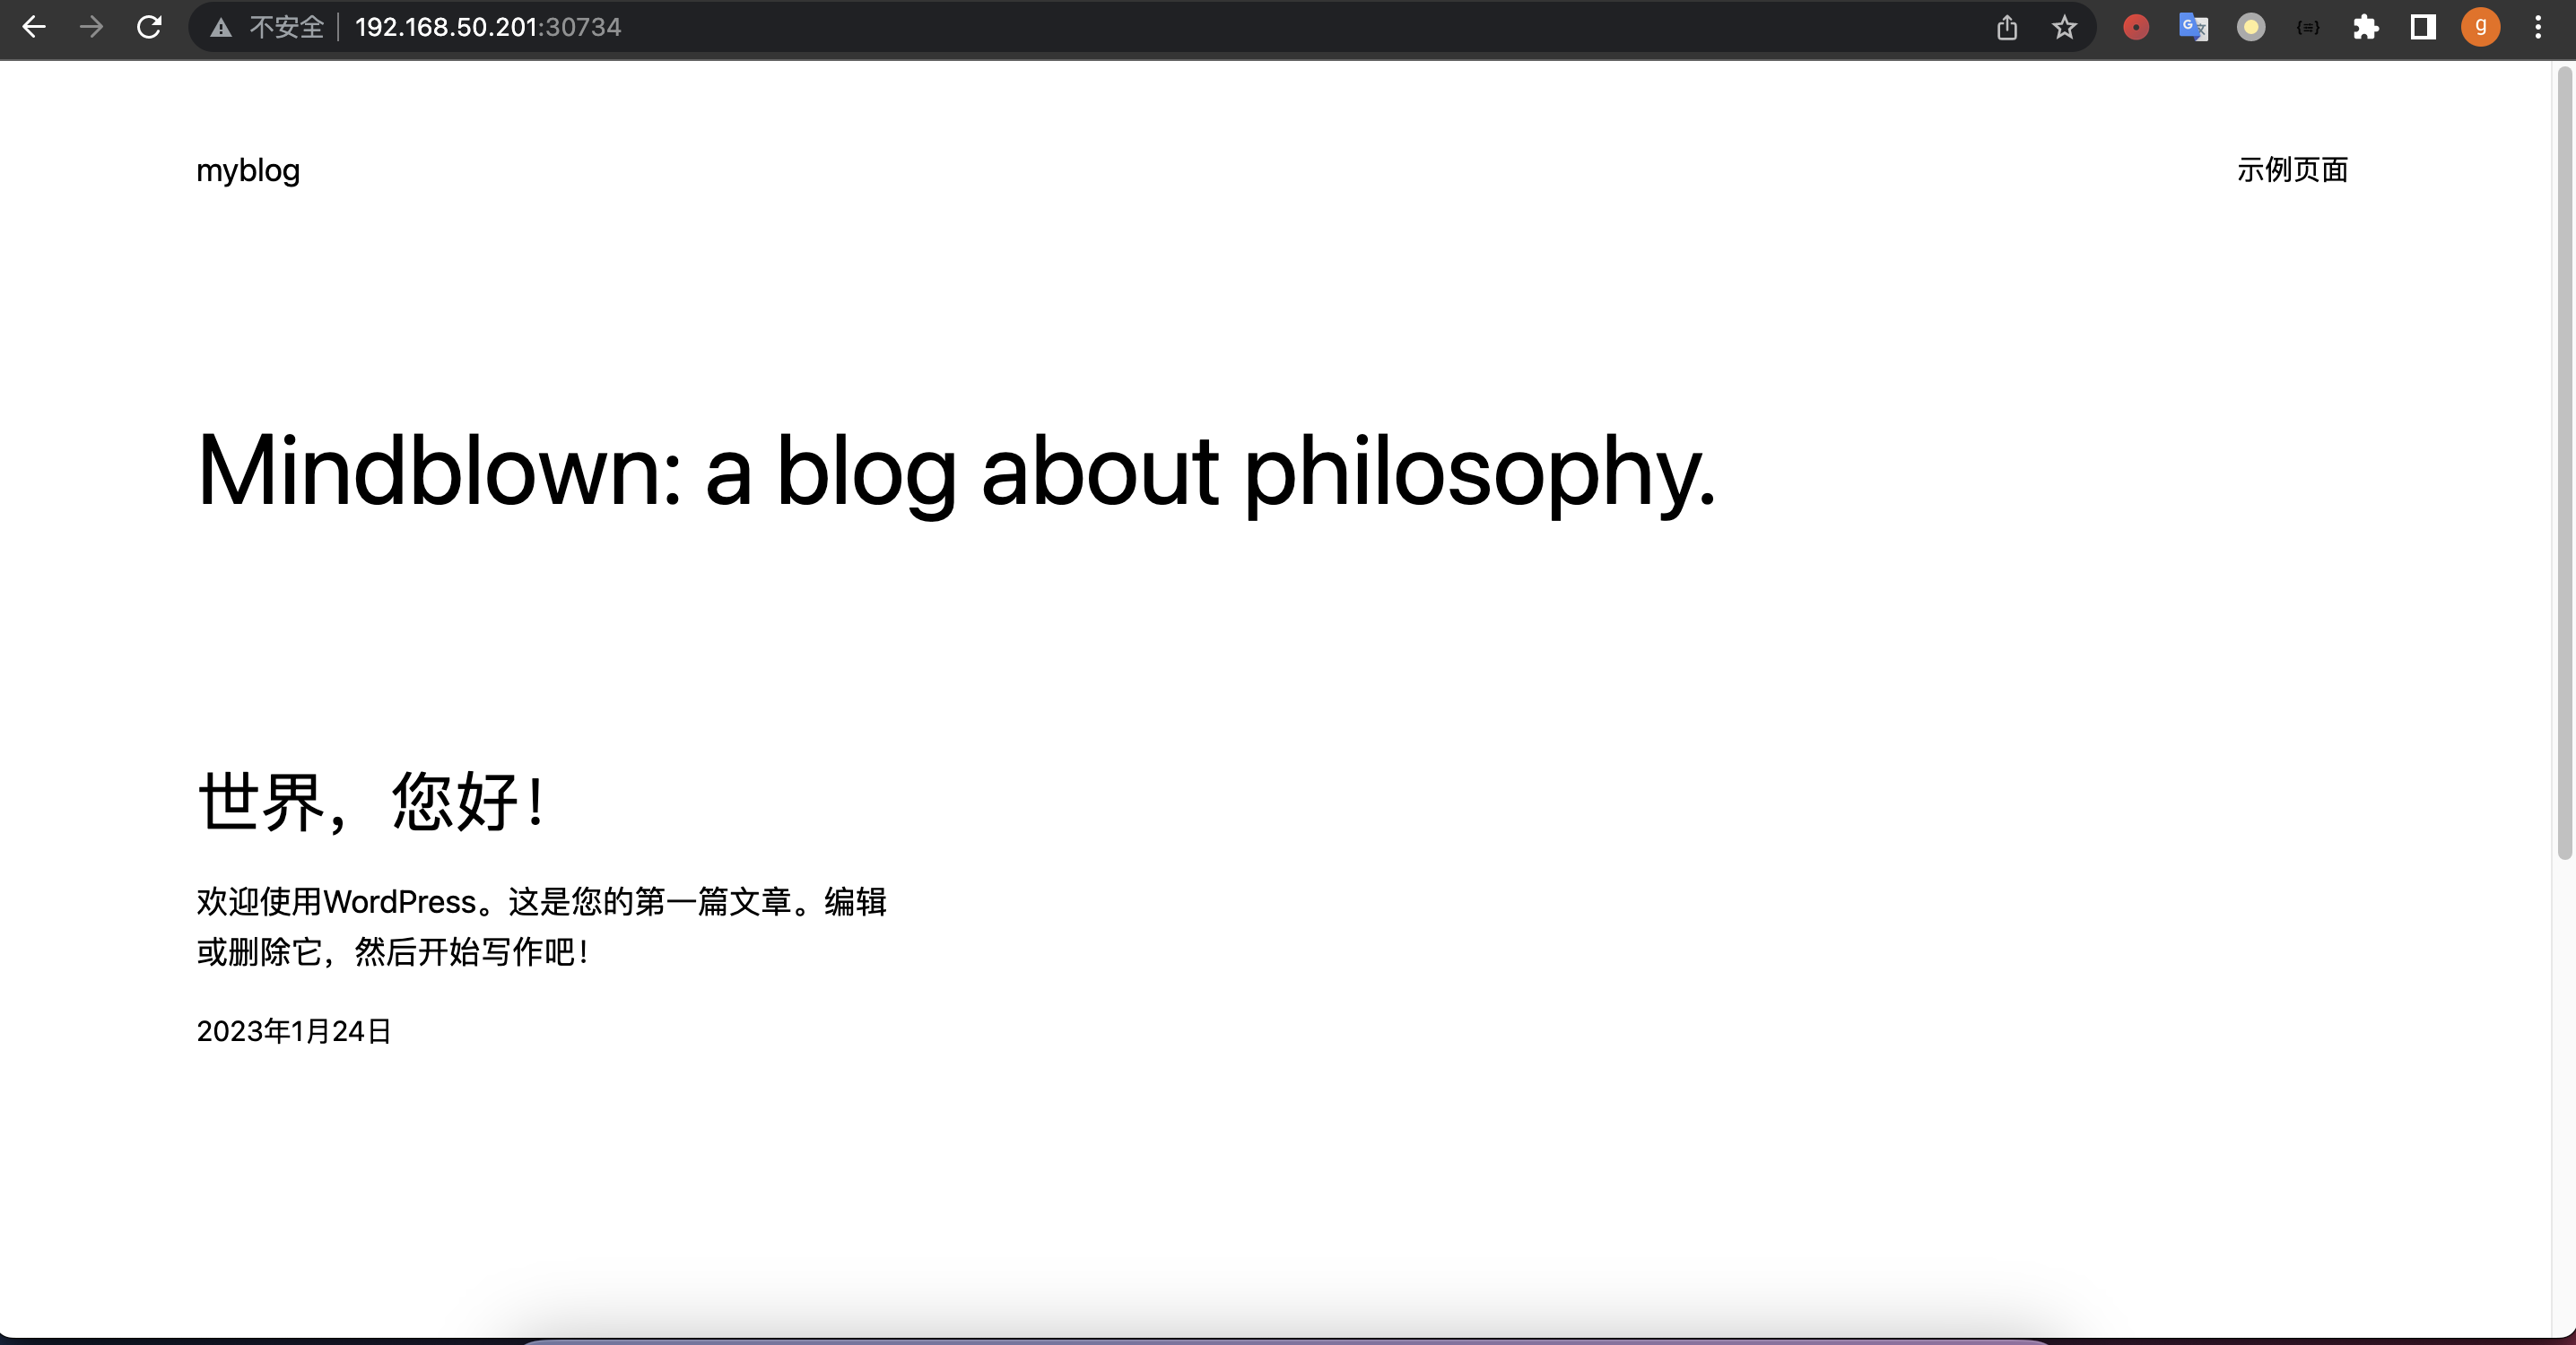 不安全 192.168.50.201:30734
g
myblog
示例页面
Mindblown: a blog about philosophy.
世界，您好！
欢迎使用WordPress。这是您的第一篇文章。编辑
或删除它，然后开始写作吧！
2023年1月24日